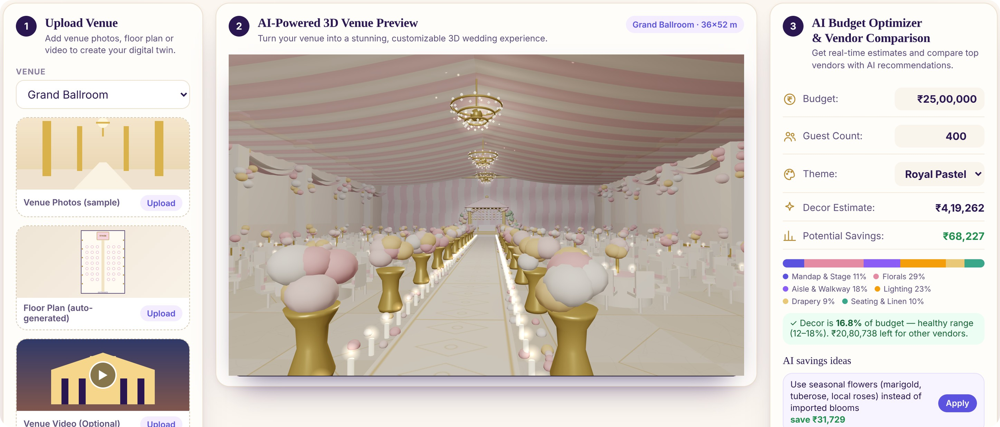 1
Upload Venue
Add venue photos, floor plan or
video to create your digital twin.
VENUE
Grand Ballroom
Venue Photos (sample)
Upload
STAGE
ENTRANCE
Floor Plan (auto-
generated)
Upload
Venue Video (Optional)
Upload
2
AI-Powered 3D Venue Preview
Turn your venue into a stunning, customizable 3D wedding experience.
Grand Ballroom · 36×52 m
3
AI Budget Optimizer
& Vendor Comparison
Get real-time estimates and compare top
vendors with AI recommendations.
Budget:
₹25,00,000
Guest Count:
400
Theme:
Royal Pastel
Decor Estimate:
₹4,19,262
Potential Savings:
₹68,227
Mandap & Stage 11% Florals 29%
Aisle & Walkway 18% Lighting 23%
Drapery 9% Seating & Linen 10%
✓ Decor is 16.8% of budget — healthy range
(12–18%). ₹20,80,738 left for other vendors.
AI savings ideas
Use seasonal flowers (marigold,
tuberose, local roses) instead of
imported blooms
save ₹31,729
Apply